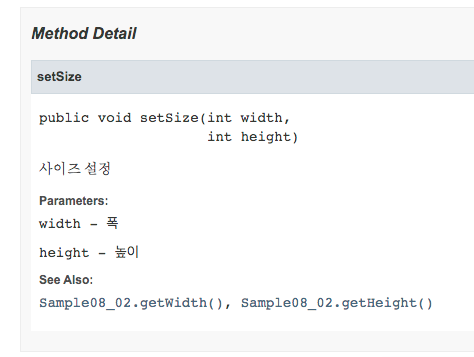 Method Detail
setSize
public void setSize(int width,
int height)
사이즈 설정
Parameters:
width - 폭
height - 높이
See Also:
Sample08_02.getWidth(), Sample08_02.getHeight()